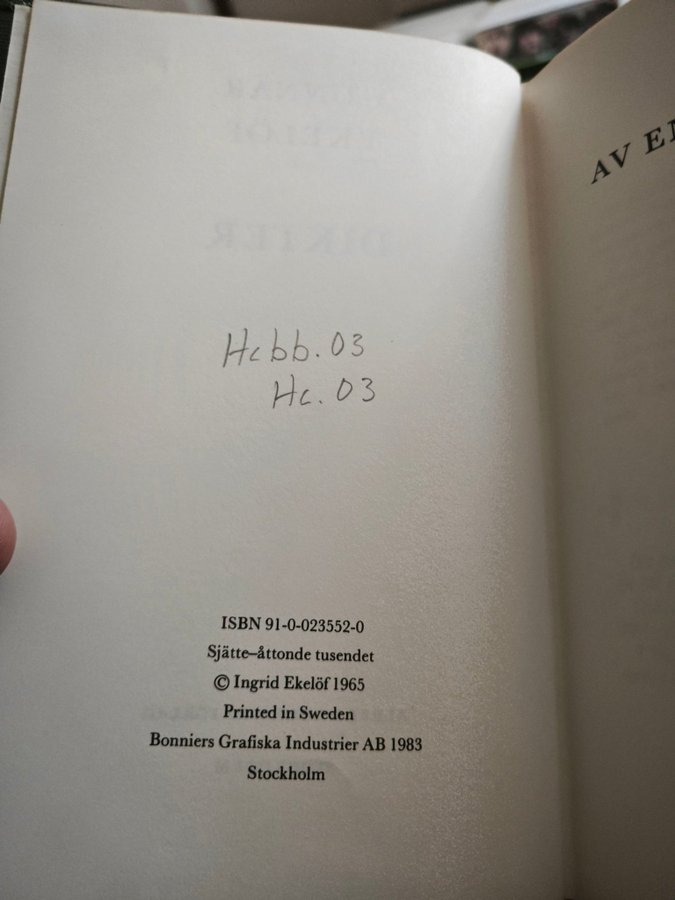 DIKTER
AV
Hcbb.03
Hc.03
ISBN 91-0-023552-0
Sjätte–åttonde tusendet
© Ingrid Ekelöf 1965
Printed in Sweden
Bonniers Grafiska Industrier AB 1983
Stockholm